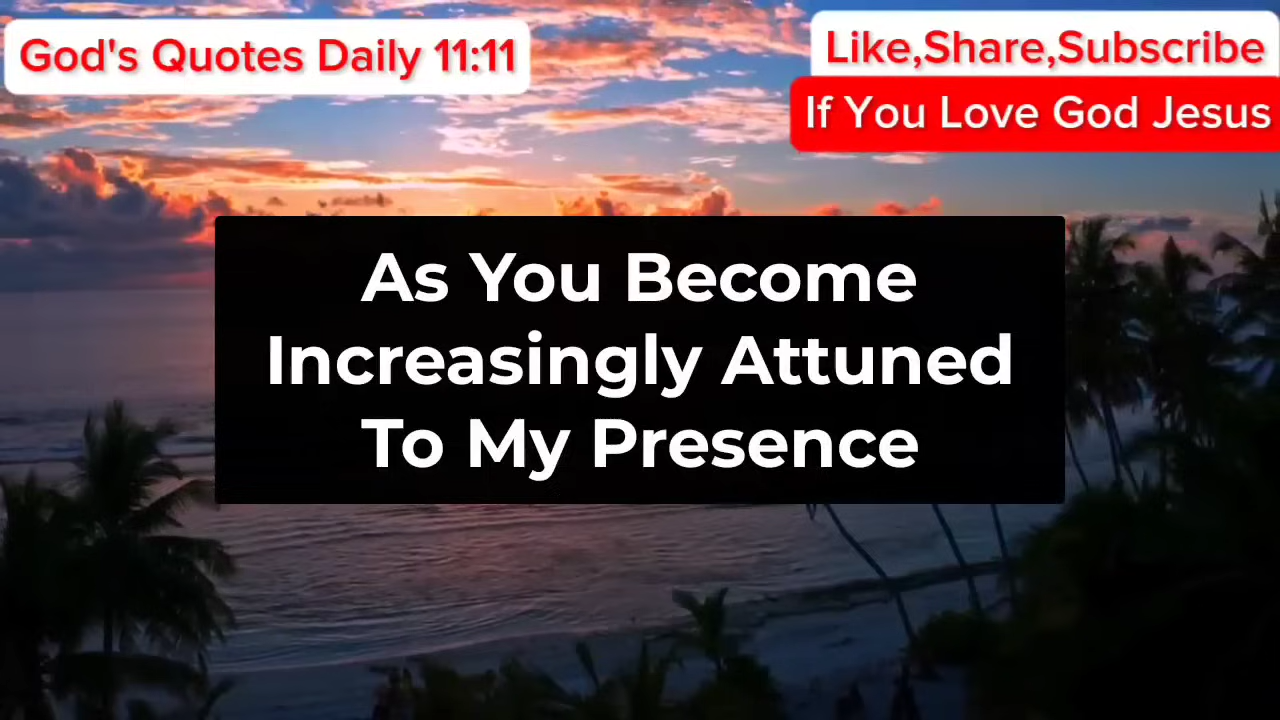 God's Quotes Daily 11:11
Like,Share,Subscribe
If You Love God Jesus
As You Become
Increasingly Attuned
To My Presence